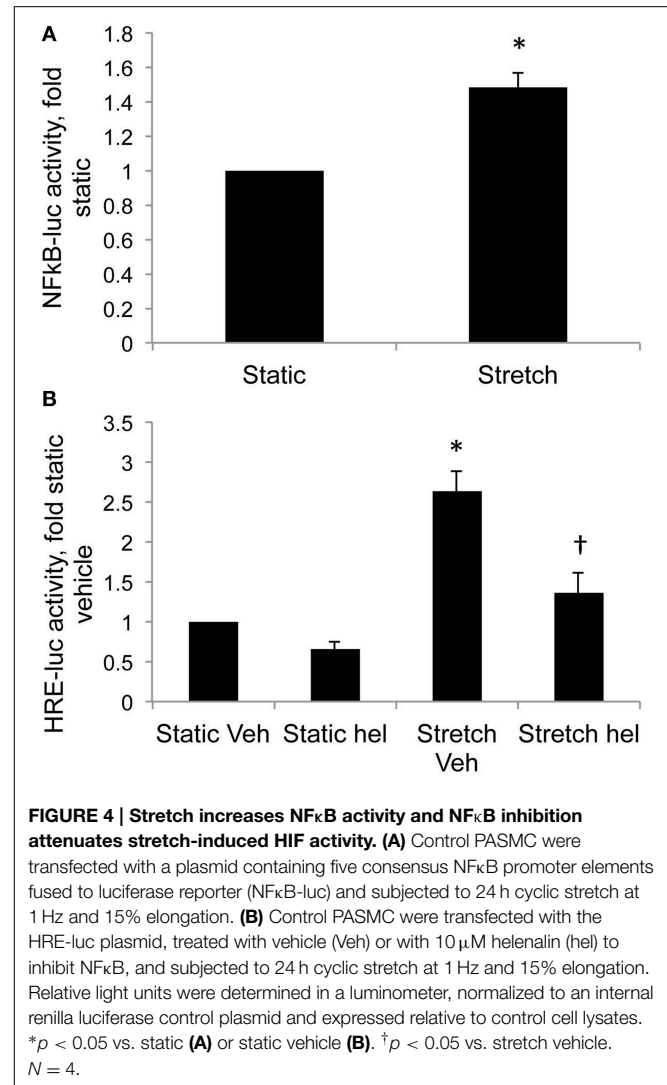 A
NFkB-luc activity, fold
static
1.8
1.6
1.4
1.2
1
0.8
0.6
0.4
0.2
0
*
Static
Stretch
B
HRE-luc activity, fold static
vehicle
3.5
3
2.5
2
1.5
1
0.5
0
*
†
Static Veh
Static hel
Stretch
Veh
Stretch hel
FIGURE 4 | Stretch increases NFκB activity and NFκB inhibition
attenuates stretch-induced HIF activity. (A) Control PASMC were
transfected with a plasmid containing five consensus NFκB promoter elements
fused to luciferase reporter (NFκB-luc) and subjected to 24 h cyclic stretch at
1 Hz and 15% elongation. (B) Control PASMC were transfected with the
HRE-luc plasmid, treated with vehicle (Veh) or with 10 μM helenalin (hel) to
inhibit NFκB, and subjected to 24 h cyclic stretch at 1 Hz and 15% elongation.
Relative light units were determined in a luminometer, normalized to an internal
renilla luciferase control plasmid and expressed relative to control cell lysates.
*p < 0.05 vs. static (A) or static vehicle (B). †p < 0.05 vs. stretch vehicle.
N = 4.